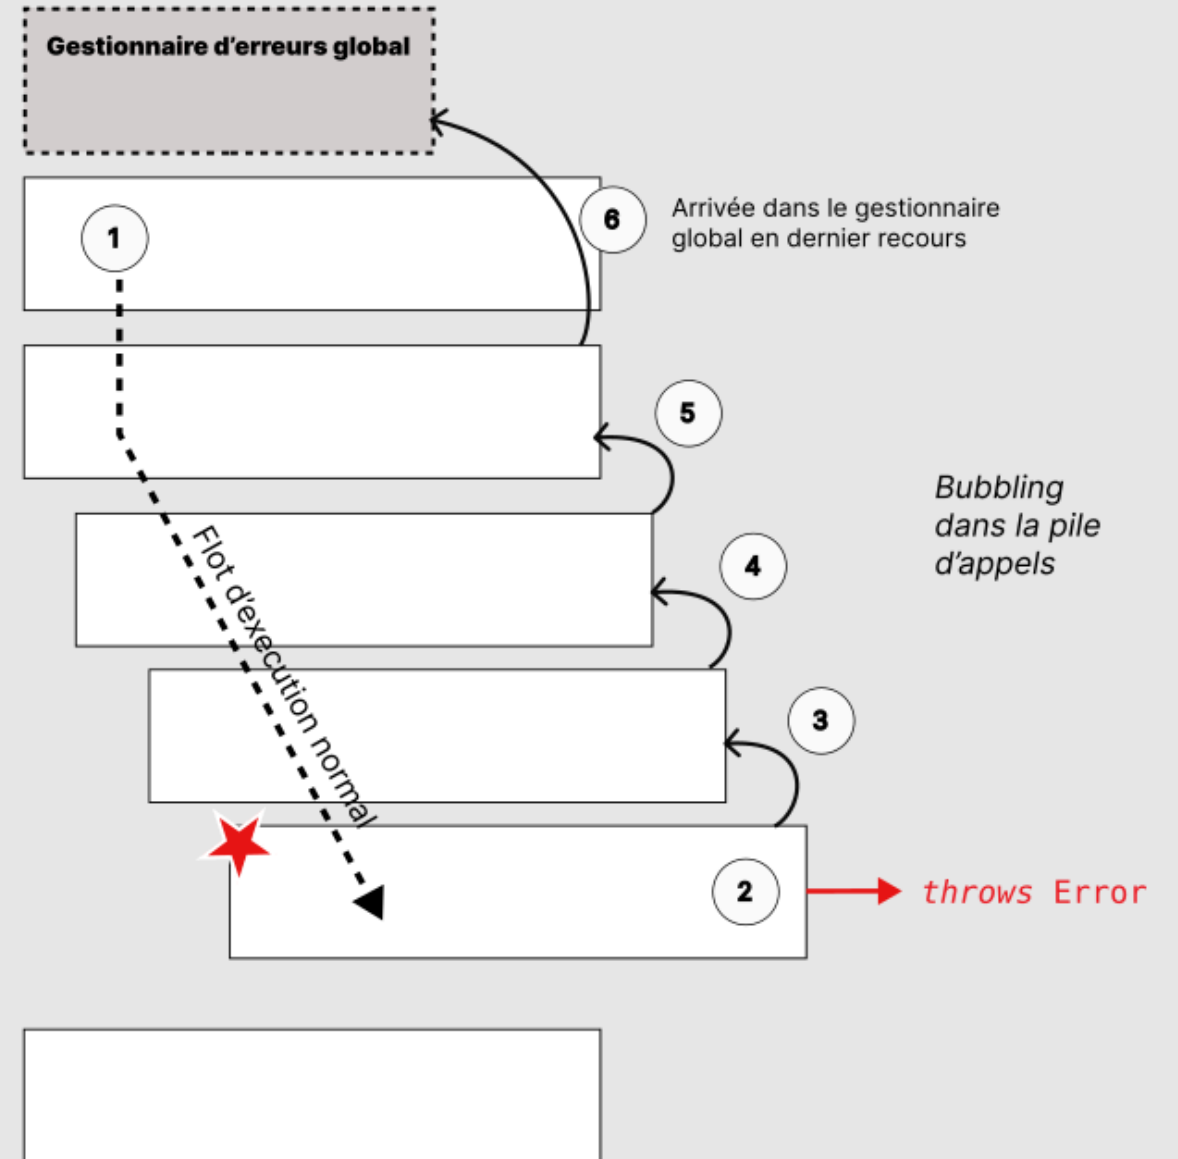 Gestionnaire d'erreurs global
1
6
Arrivée dans le gestionnaire
global en dernier recours
5
Bubbling
dans la pile
d'appels
4
Flot d'execution normal
3
2
throws Error